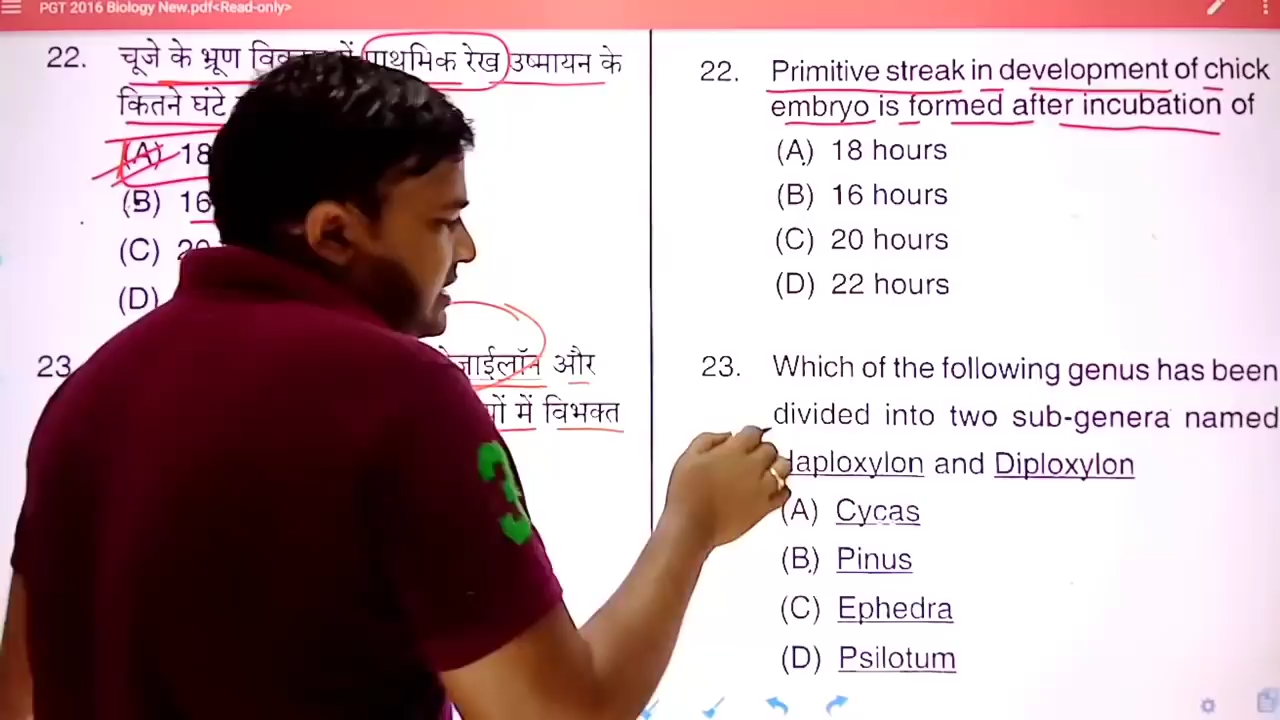 PGT 2016 Biology New.pdf<Read-only>
22. चूजे के भ्रूण में प्राथमिक रेख उष्मायन के
कितने घंटे
(A) 18
(B) 16
(C) 20
(D)
23. और
में विभक्त
3
22. Primitive streak in development of chick
embryo is formed after incubation of
(A) 18 hours
(B) 16 hours
(C) 20 hours
(D) 22 hours
23. Which of the following genus has been
divided into two sub-genera named
and Diploxylon
(A) Cycas
(B) Pinus
(C) Ephedra
(D) Psilotum